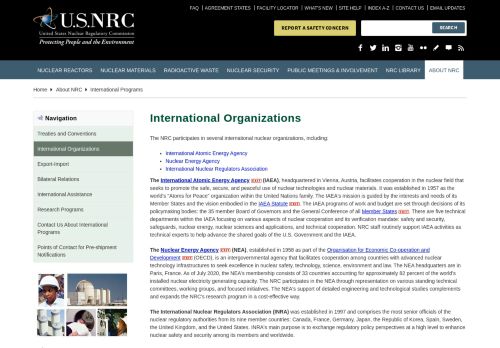 FAQ | AGREEMENT STATES | FACILITY LOCATOR | WHAT'S NEW | SITE HELP | INDEX A-Z | CONTACT US | EMAIL UPDATES
U.S.NRC
United States Nuclear Regulatory Commission
Protecting People and the Environment
REPORT A SAFETY CONCERN
SEARCH
NUCLEAR REACTORS NUCLEAR MATERIALS RADIOACTIVE WASTE NUCLEAR SECURITY PUBLIC MEETINGS & INVOLVEMENT NRC LIBRARY ABOUT NRC
Home About NRC International Programs
Navigation
Treaties and Conventions
International Organizations
Export-Import
Bilateral Relations
International Assistance
Research Programs
Contact Us About International
Programs
Points of Contact for Pre-shipment
Notifications
International Organizations
The NRC participates in several international nuclear organizations, including:
International Atomic Energy Agency
Nuclear Energy Agency
International Nuclear Regulators Association
The International Atomic Energy Agency EXIT (IAEA), headquartered in Vienna, Austria, facilitates cooperation in the nuclear field that
seeks to promote the safe, secure, and peaceful use of nuclear technologies and nuclear materials. It was established in 1957 as the
world's "Atoms for Peace" organization within the United Nations family. The IAEA's mission is guided by the interests and needs of its
Member States and the vision embodied in the IAEA Statute EXIT. The IAEA programs of work and budget are set through decisions of its
policymaking bodies: the 35 member Board of Governors and the General Conference of all Member States EXIT. There are five technical
departments within the IAEA focusing on various aspects of nuclear cooperation and its verification mandate: safety and security,
safeguards, nuclear energy, nuclear sciences and applications, and technical cooperation. NRC staff routinely support IAEA activities as
technical experts to help advance the shared goals of the U.S. Government and the IAEA.
The Nuclear Energy Agency EXIT (NEA), established in 1958 as part of the Organisation for Economic Co-operation and
Development EXIT (OECD), is an intergovernmental agency that facilitates cooperation among countries with advanced nuclear
technology infrastructures to seek excellence in nuclear safety, technology, science, environment and law. The NEA headquarters are in
Paris, France. As of July 2020, the NEA's membership consists of 33 countries accounting for approximately 82 percent of the world's
installed nuclear electricity generating capacity. The NRC participates in the NEA through representation on various standing technical
committees, working groups, and focused initiatives. The NEA's support of detailed engineering and technological studies complements
and expands the NRC's research program in a cost-effective way.
The International Nuclear Regulators Association (INRA) was established in 1997 and comprises the most senior officials of the
nuclear regulatory authorities from its nine member countries: Canada, France, Germany, Japan, the Republic of Korea, Spain, Sweden,
the United Kingdom, and the United States. INRA's main purpose is to exchange regulatory policy perspectives at a high level to enhance
nuclear safety and security among its members and worldwide.